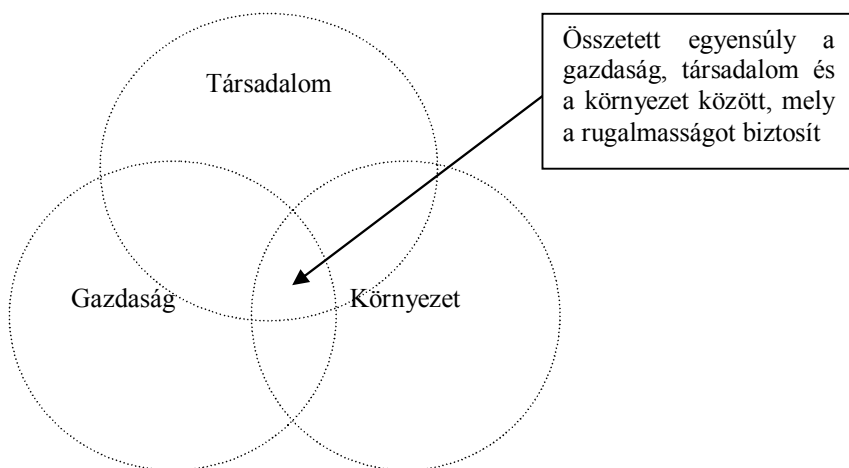 Társadalom
Összetett egyensúly a
gazdaság, társadalom és
a környezet között, mely
a rugalmasságot biztosít
Gazdaság
Környezet